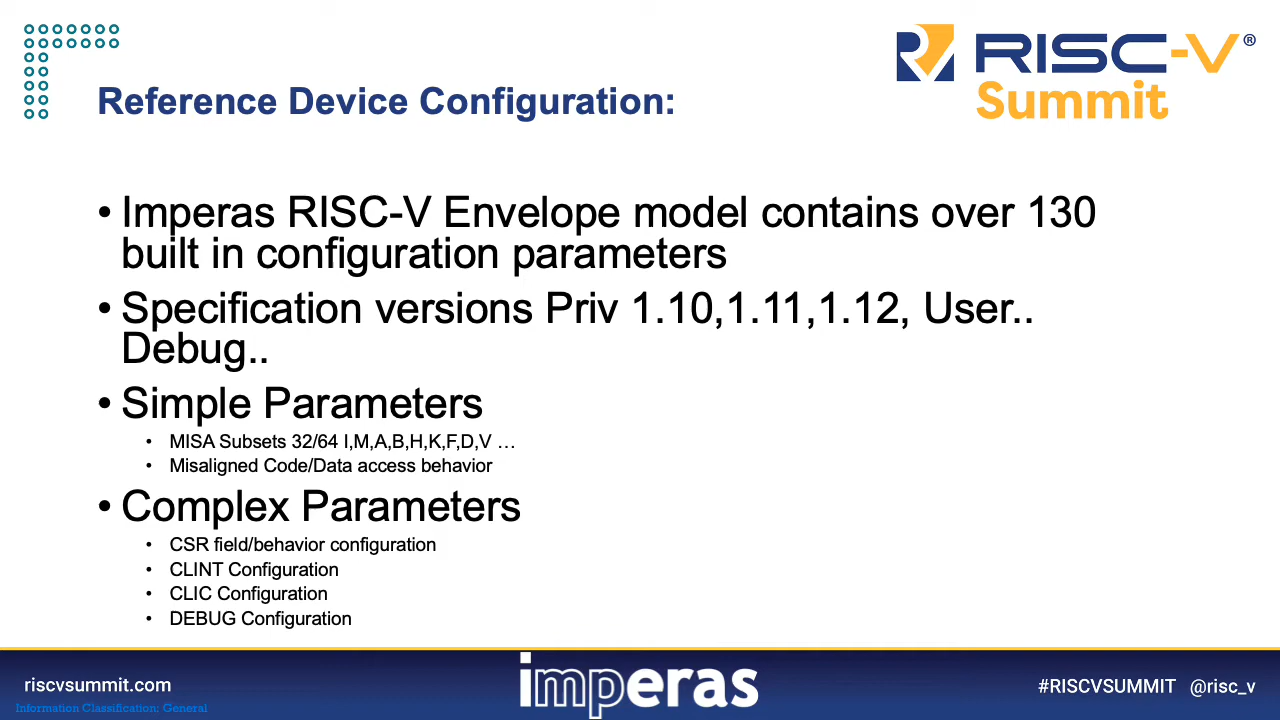 RISC-V®
Summit
Reference Device Configuration:
• Imperas RISC-V Envelope model contains over 130
built in configuration parameters
• Specification versions Priv 1.10,1.11,1.12, User..
Debug..
• Simple Parameters
• MISA Subsets 32/64 I,M,A,B,H,K,F,D,V …
• Misaligned Code/Data access behavior
• Complex Parameters
• CSR field/behavior configuration
• CLINT Configuration
• CLIC Configuration
• DEBUG Configuration
riscvsummit.com
imperas
#RISCVSUMMIT @risc_v
Information Classification: General